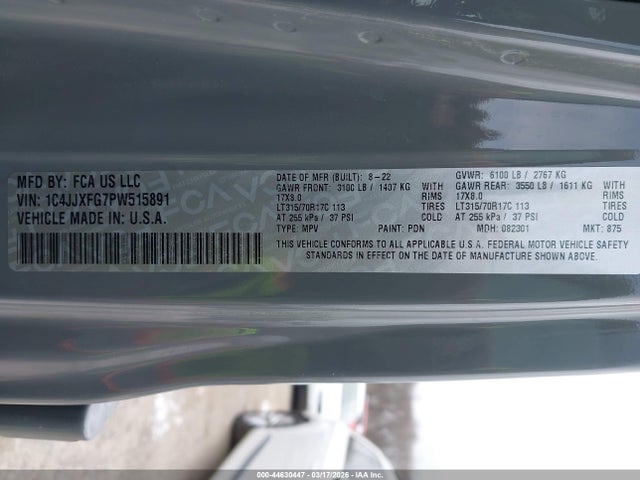 MFD BY: FCA US LLC
VIN: 1C4JJXFG7PW515891
VEHICLE MADE IN U.S.A.
DATE OF MFR (BUILT): 8-22 GVWR: 6100 LB / 2767 KG
GAWR FRONT: 3100 LB / 1407 KG WITH GAWR REAR: 3550 LB / 1611 KG WITH
17X8.0 RIMS 17X8.0 RIMS
LT315/70R17C 113 TIRES LT315/70R17C 113 TIRES
AT 255 kPa / 37 PSI COLD AT 255 kPa / 37 PSI COLD
TYPE: MPV PAINT: PDN MDH: 082301 MKT: 875
THIS VEHICLE CONFORMS TO ALL APPLICABLE U.S.A. FEDERAL MOTOR VEHICLE SAFETY
STANDARDS IN EFFECT ON THE DATE OF MANUFACTURE SHOWN ABOVE.
000-44630447 - 03/17/2026 - COPART